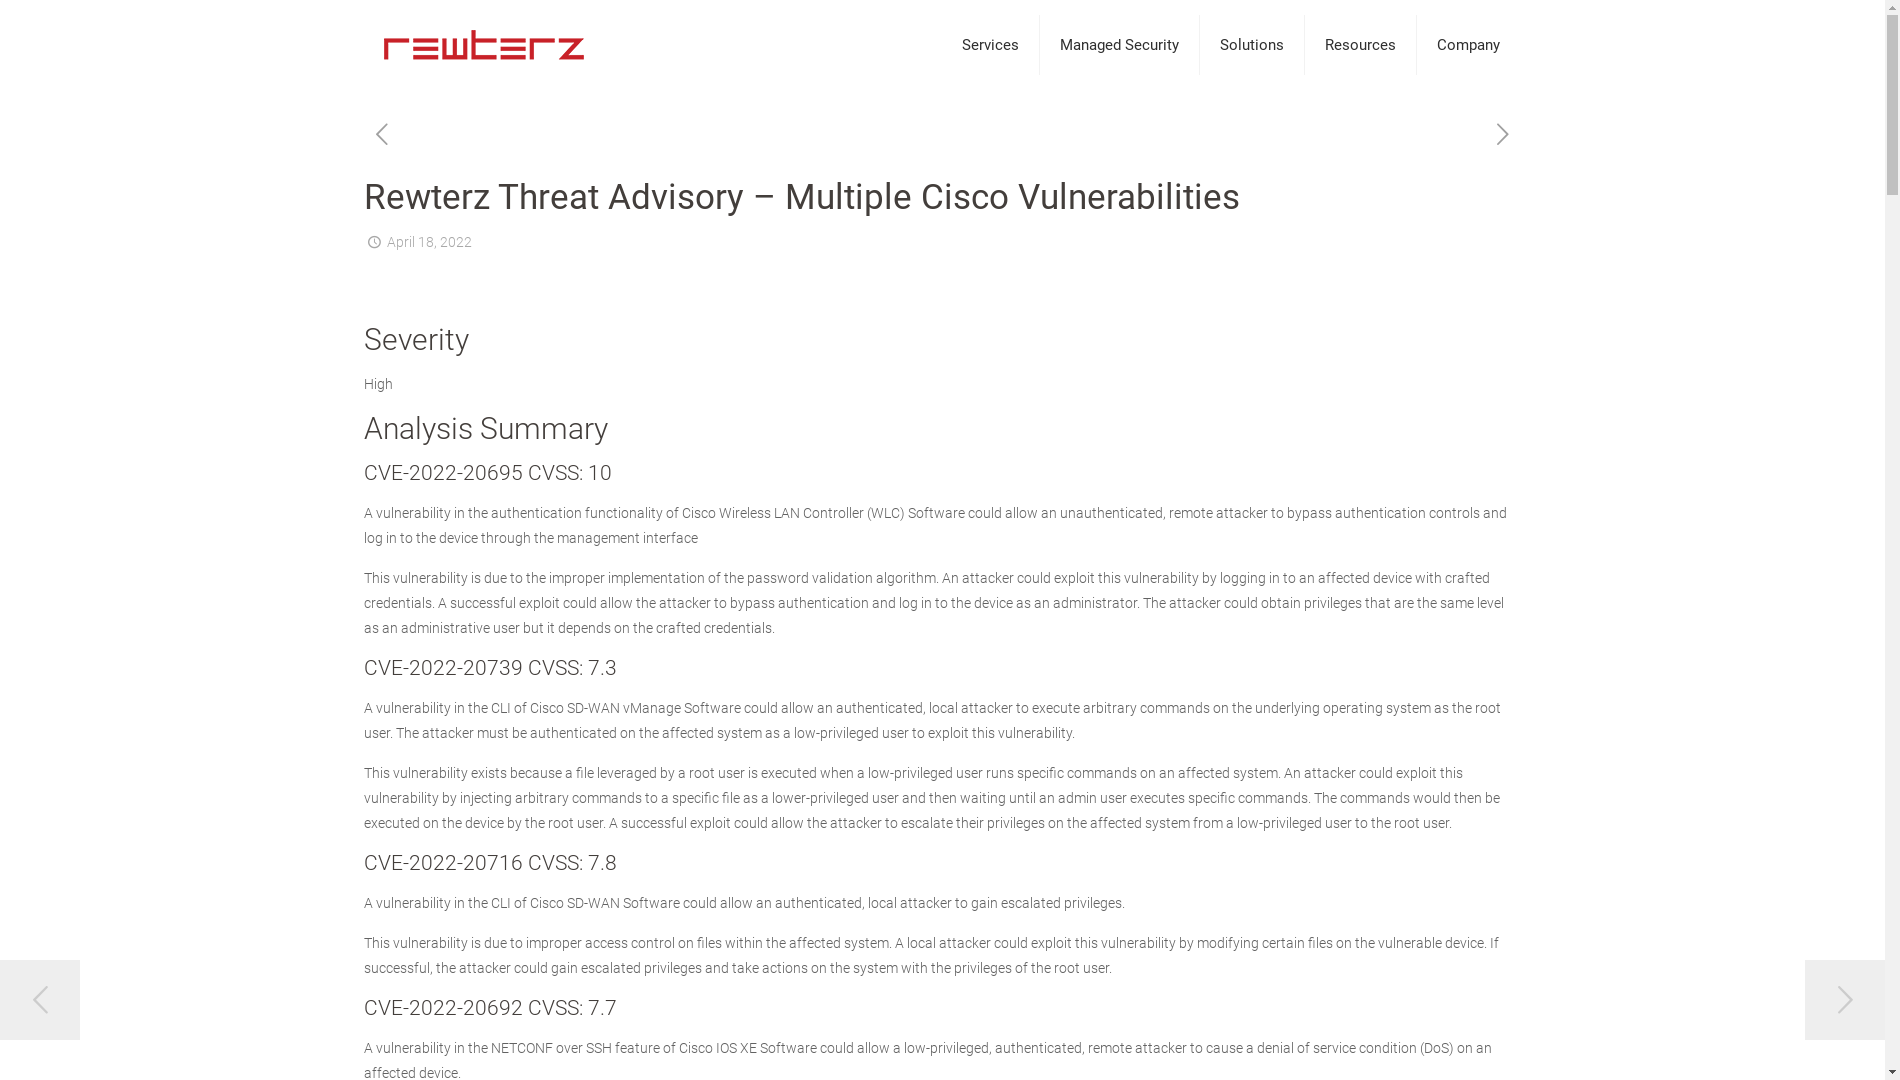 rewterz
Services
Managed Security
Solutions
Resources
Company
Rewterz Threat Advisory – Multiple Cisco Vulnerabilities
April 18, 2022
Severity
High
Analysis Summary
CVE-2022-20695 CVSS: 10
A vulnerability in the authentication functionality of Cisco Wireless LAN Controller (WLC) Software could allow an unauthenticated, remote attacker to bypass authentication controls and
log in to the device through the management interface
This vulnerability is due to the improper implementation of the password validation algorithm. An attacker could exploit this vulnerability by logging in to an affected device with crafted
credentials. A successful exploit could allow the attacker to bypass authentication and log in to the device as an administrator. The attacker could obtain privileges that are the same level
as an administrative user but it depends on the crafted credentials.
CVE-2022-20739 CVSS: 7.3
A vulnerability in the CLI of Cisco SD-WAN vManage Software could allow an authenticated, local attacker to execute arbitrary commands on the underlying operating system as the root
user. The attacker must be authenticated on the affected system as a low-privileged user to exploit this vulnerability.
This vulnerability exists because a file leveraged by a root user is executed when a low-privileged user runs specific commands on an affected system. An attacker could exploit this
vulnerability by injecting arbitrary commands to a specific file as a lower-privileged user and then waiting until an admin user executes specific commands. The commands would then be
executed on the device by the root user. A successful exploit could allow the attacker to escalate their privileges on the affected system from a low-privileged user to the root user.
CVE-2022-20716 CVSS: 7.8
A vulnerability in the CLI of Cisco SD-WAN Software could allow an authenticated, local attacker to gain escalated privileges.
This vulnerability is due to improper access control on files within the affected system. A local attacker could exploit this vulnerability by modifying certain files on the vulnerable device. If
successful, the attacker could gain escalated privileges and take actions on the system with the privileges of the root user.
CVE-2022-20692 CVSS: 7.7
A vulnerability in the NETCONF over SSH feature of Cisco IOS XE Software could allow a low-privileged, authenticated, remote attacker to cause a denial of service condition (DoS) on an
affected device.